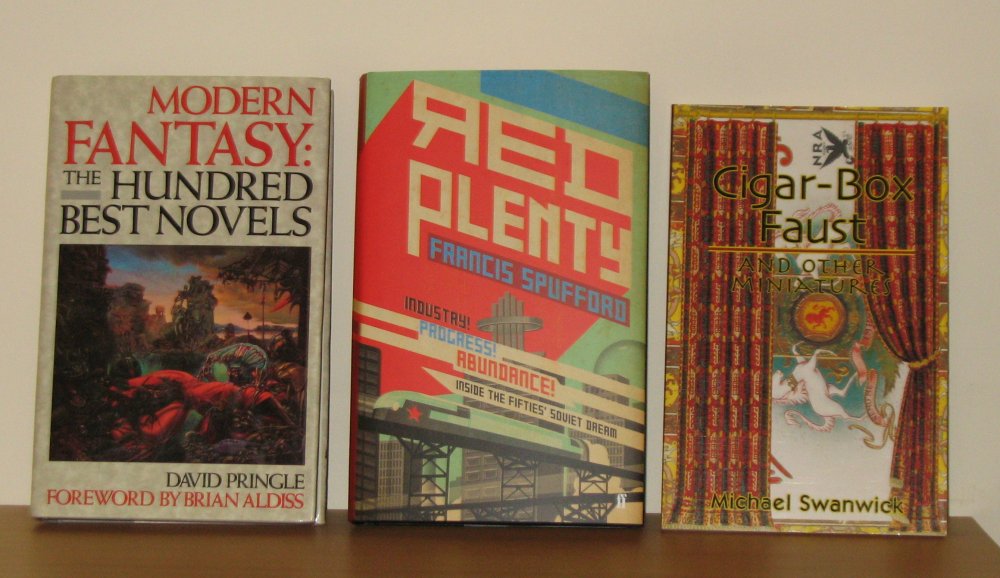 MODERN
FANTASY:
THE HUNDRED
BEST NOVELS
DAVID PRINGLE
FOREWORD BY BRIAN ALDISS
RED
PLENTY
FRANCIS SPUFFORD
INDUSTRY!
PROGRESS!
ABUNDANCE!
INSIDE THE FIFTIES' SOVIET DREAM
ff
NRA
Cigar-Box
Faust
AND OTHER
MINIATURES
Michael Swanwick